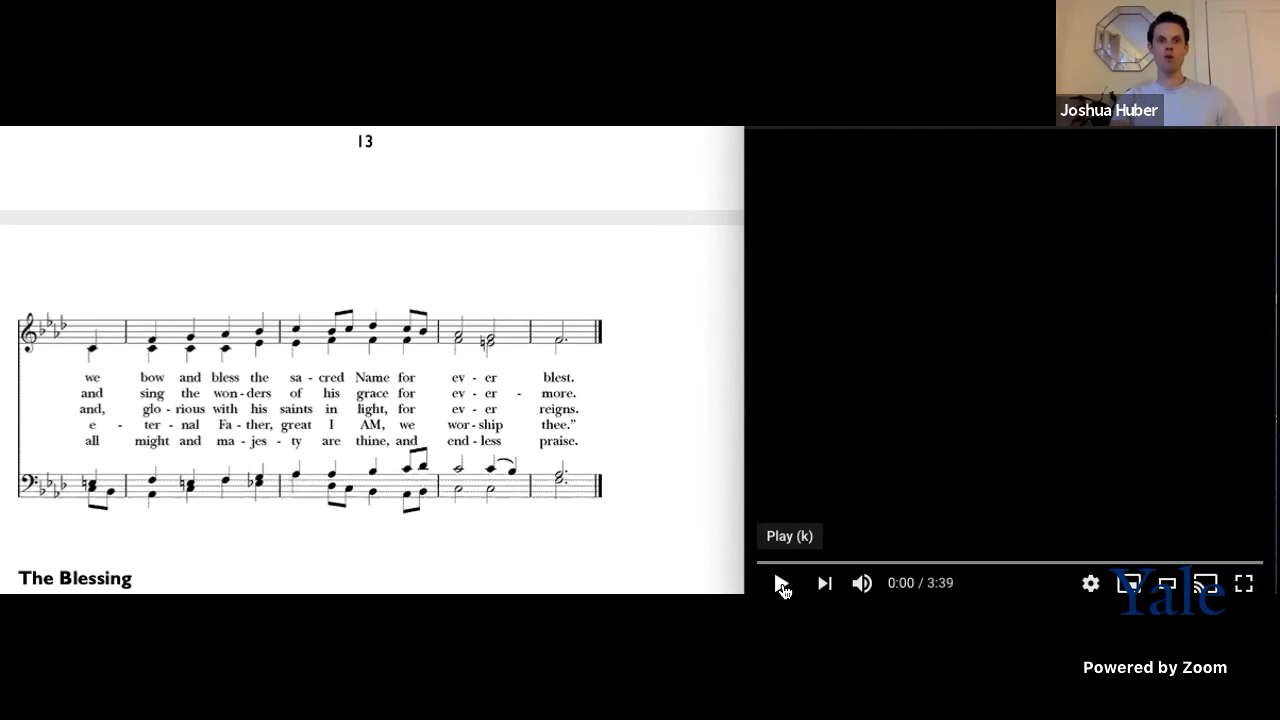 Joshua Huber
13
we bow and bless the sa - cred Name for ev - er blest.
and sing the won - ders of his grace for ev - er - more.
and, glo - rious with his saints in light, for ev - er reigns.
e - ter - nal Fa - ther, great I AM, we wor - ship thee."
all might and ma - jes - ty are thine, and end - less praise.
The Blessing
Play (k)
0:00 / 3:39
Yale
Powered by Zoom